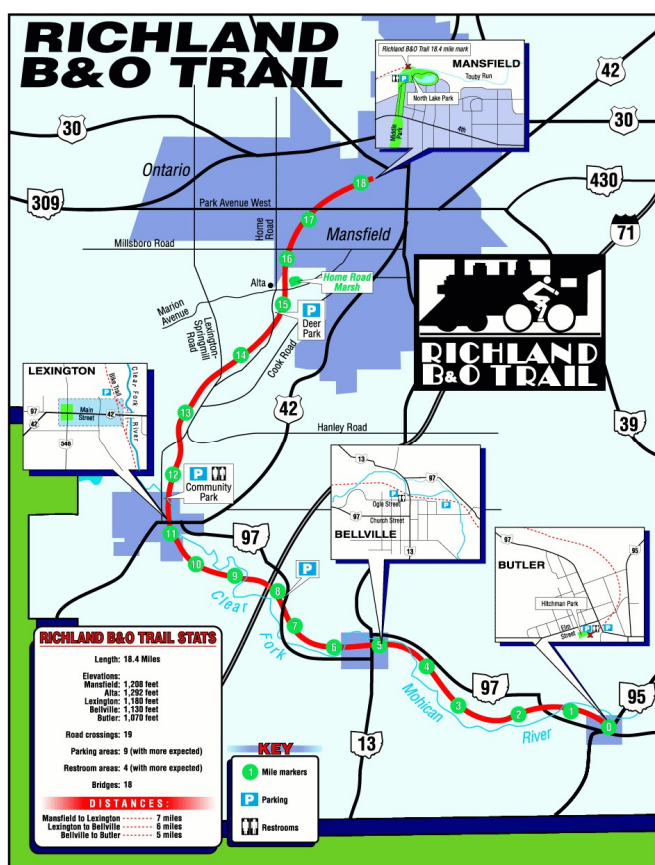 RICHLAND
B&O TRAIL
Richland B&O Trail 18.4 mile mark
MANSFIELD
Touby Run
P
North Lake Park
Middle Park
4th
42
30
30
Ontario
309
430
71
Park Avenue West
Home Road
Millsboro Road
Mansfield
18
17
16
Alta
Home Road
Marsh
Marion
Avenue
15
P
Deer
Park
Lexington-
Springmill
Road
14
Cook Road
RICHLAND
B&O TRAIL
LEXINGTON
Bike Trail
Clear Fork
River
P
97
42
Main
Street
42
546
13
42
Hanley Road
39
12
P
Community
Park
13
97
P
Ogle Street
Church Street
P
97
BELLVILLE
13
97
95
BUTLER
Hitchman Park
Elm
Street
P
P
11
97
10
9
8
P
Clear
Fork
Mohican
River
7
6
5
4
3
2
1
0
97
95
13
RICHLAND B&O TRAIL STATS
Length: 18.4 Miles
Elevations:
Mansfield: 1,208 feet
Alta: 1,292 feet
Lexington: 1,180 feet
Bellville: 1,130 feet
Butler: 1,070 feet
Road crossings: 19
Parking areas: 9 (with more expected)
Restroom areas: 4 (with more expected)
Bridges: 18
DISTANCES:
Mansfield to Lexington ------- 7 miles
Lexington to Bellville ------- 6 miles
Bellville to Butler ------- 5 miles
KEY
1 Mile markers
P Parking
Restrooms